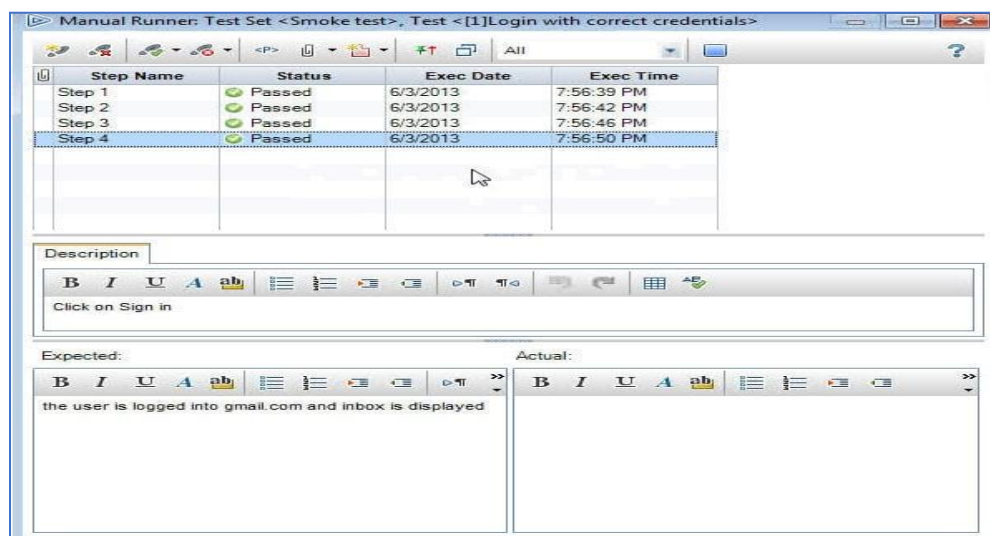 Manual Runner: Test Set <Smoke test>, Test <[1]Login with correct credentials>
<P> All ?
Step Name Status Exec Date Exec Time
Step 1 Passed 6/3/2013 7:56:39 PM
Step 2 Passed 6/3/2013 7:56:42 PM
Step 3 Passed 6/3/2013 7:56:46 PM
Step 4 Passed 6/3/2013 7:56:50 PM
Description
B I U A ab
Click on Sign in
Expected: Actual:
B I U A ab B I U A ab
the user is logged into gmail.com and inbox is displayed